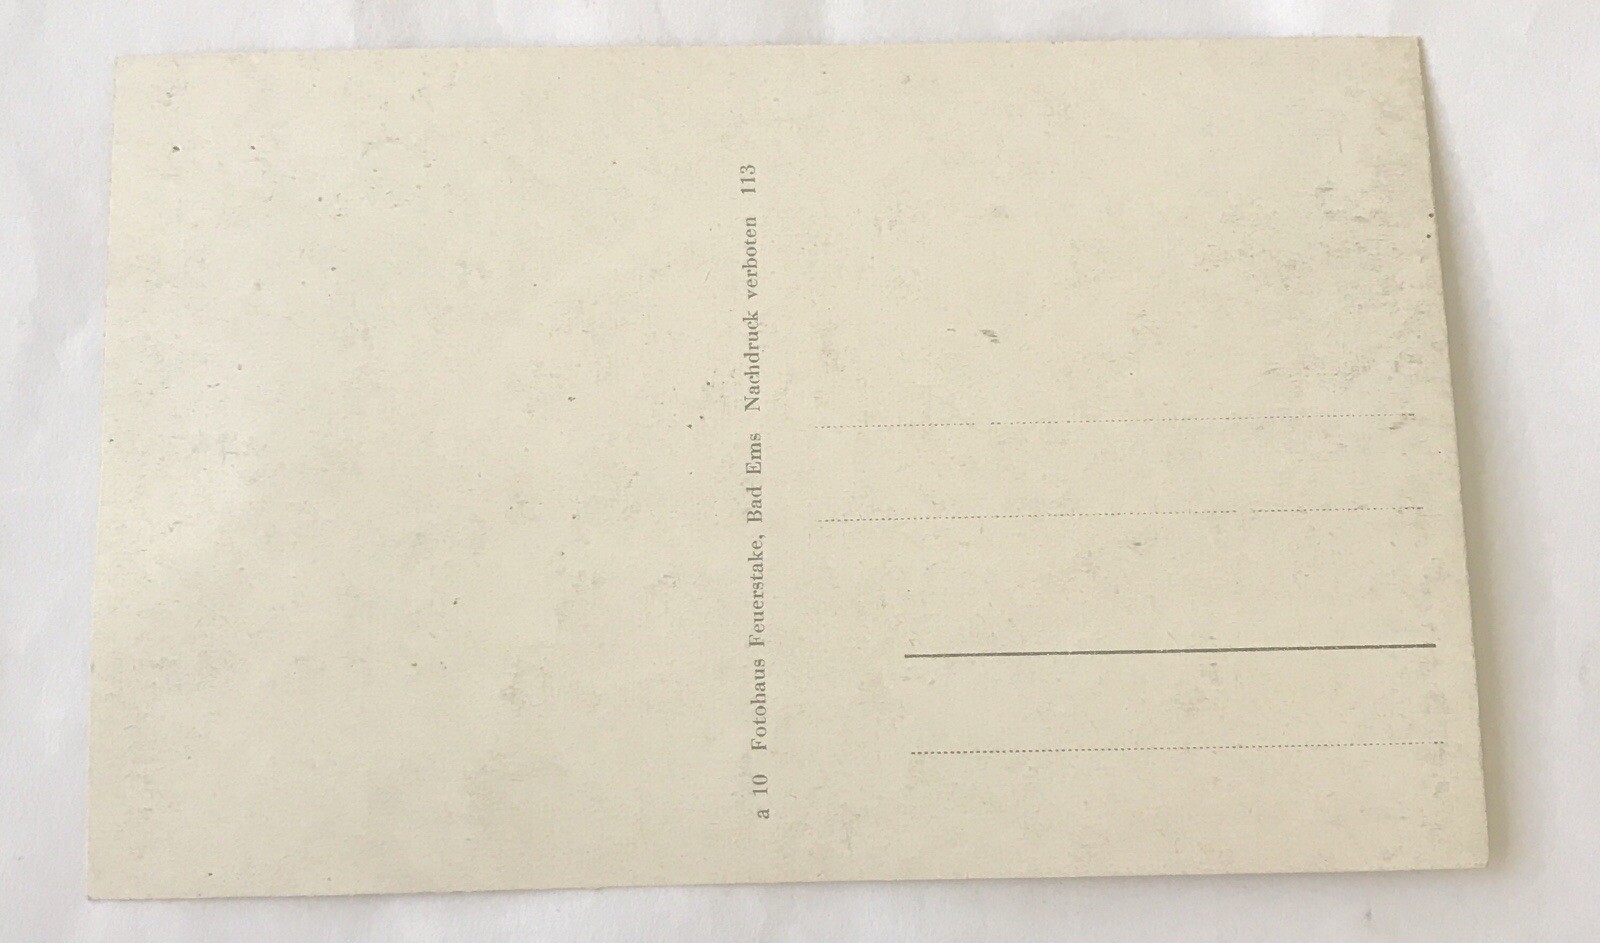 a 10 Fotohaus Feuerstake, Bad Ems Nachdruck verboten 113